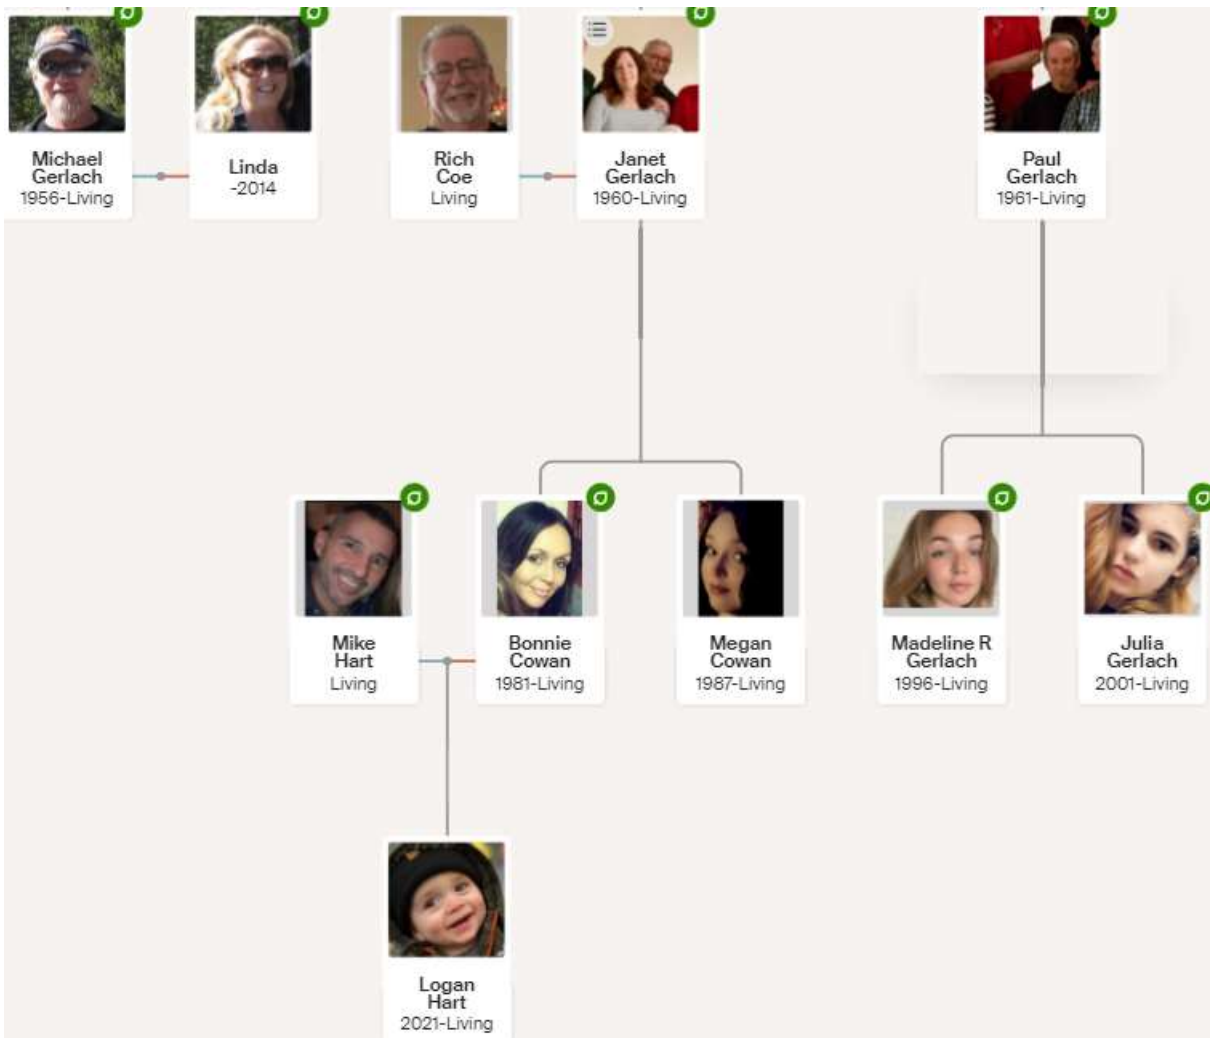 Michael
Gerlach
1956-Living
Linda
-2014
Rich
Coe
Living
Janet
Gerlach
1960-Living
Paul
Gerlach
1961-Living
Mike
Hart
Living
Bonnie
Cowan
1981-Living
Megan
Cowan
1987-Living
Madeline R
Gerlach
1996-Living
Julia
Gerlach
2001-Living
Logan
Hart
2021-Living